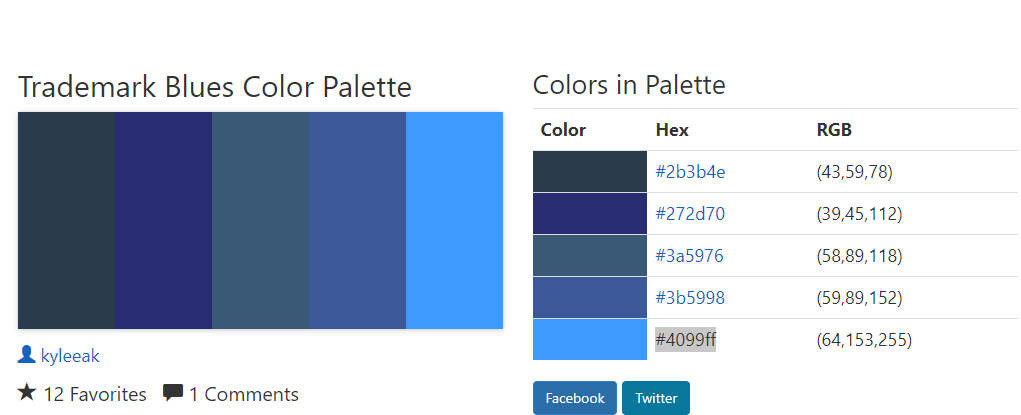 Trademark Blues Color Palette
kyleeak
12 Favorites 1 Comments
Colors in Palette
Color Hex RGB
#2b3b4e (43,59,78)
#272d70 (39,45,112)
#3a5976 (58,89,118)
#3b5998 (59,89,152)
#4099ff (64,153,255)
Facebook Twitter